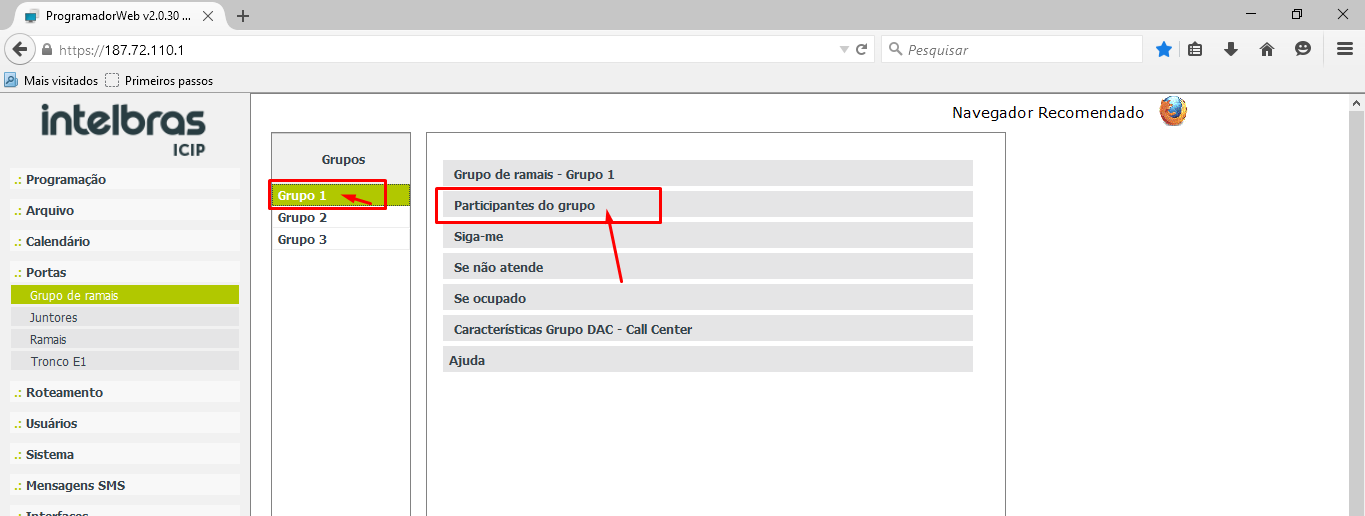 ProgramadorWeb v2.0.30 ...
https://187.72.110.1
Pesquisar
Mais visitados
Primeiros passos
intelbras
ICIP
Navegador Recomendado
.: Programação
.: Arquivo
.: Calendário
.: Portas
Grupo de ramais
Juntores
Ramais
Tronco E1
.: Roteamento
.: Usuários
.: Sistema
.: Mensagens SMS
.: Interfaces
Grupos
Grupo 1
Grupo 2
Grupo 3
Grupo de ramais - Grupo 1
Participantes do grupo
Siga-me
Se não atende
Se ocupado
Características Grupo DAC - Call Center
Ajuda